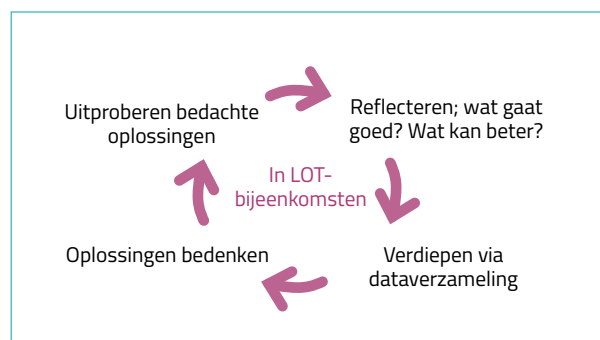 Uitproberen bedachte
oplossingen
Reflecteren; wat gaat
goed? Wat kan beter?
In LOT-
bijeenkomsten
Oplossingen bedenken
Verdiepen via
dataverzameling